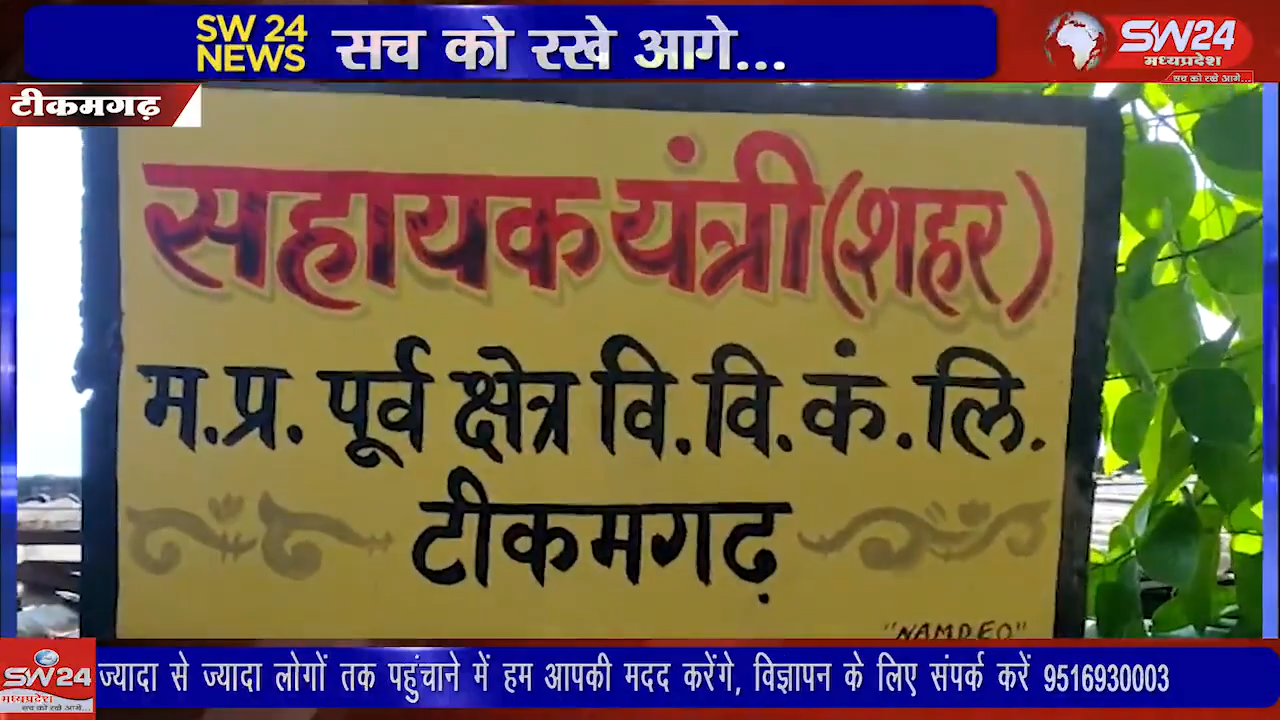 SW 24
NEWS
सच को रखे आगे...
SW24
मध्यप्रदेश
सच को रखे आगे...
टीकमगढ़
सहायक यंत्री (शहर)
म.प्र. पूर्व क्षेत्र वि.वि.कं.लि.
टीकमगढ़
"NAMDEO"
SW24
मध्यप्रदेश
सच को रखे आगे...
ज्यादा से ज्यादा लोगों तक पहुंचाने में हम आपकी मदद करेंगे, विज्ञापन के लिए संपर्क करें 9516930003